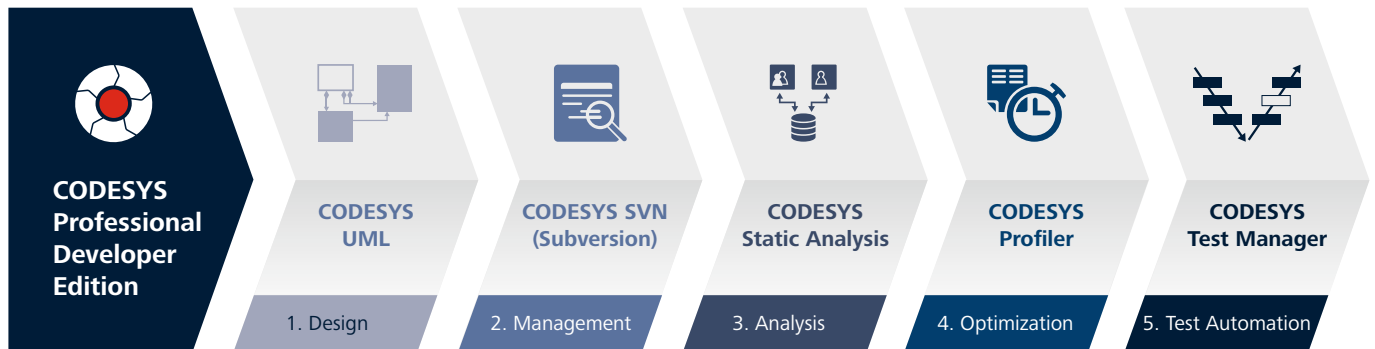 CODESYS
Professional
Developer
Edition
CODESYS
UML
1. Design
CODESYS SVN
(Subversion)
2. Management
CODESYS
Static Analysis
3. Analysis
CODESYS
Profiler
4. Optimization
CODESYS
Test Manager
5. Test Automation